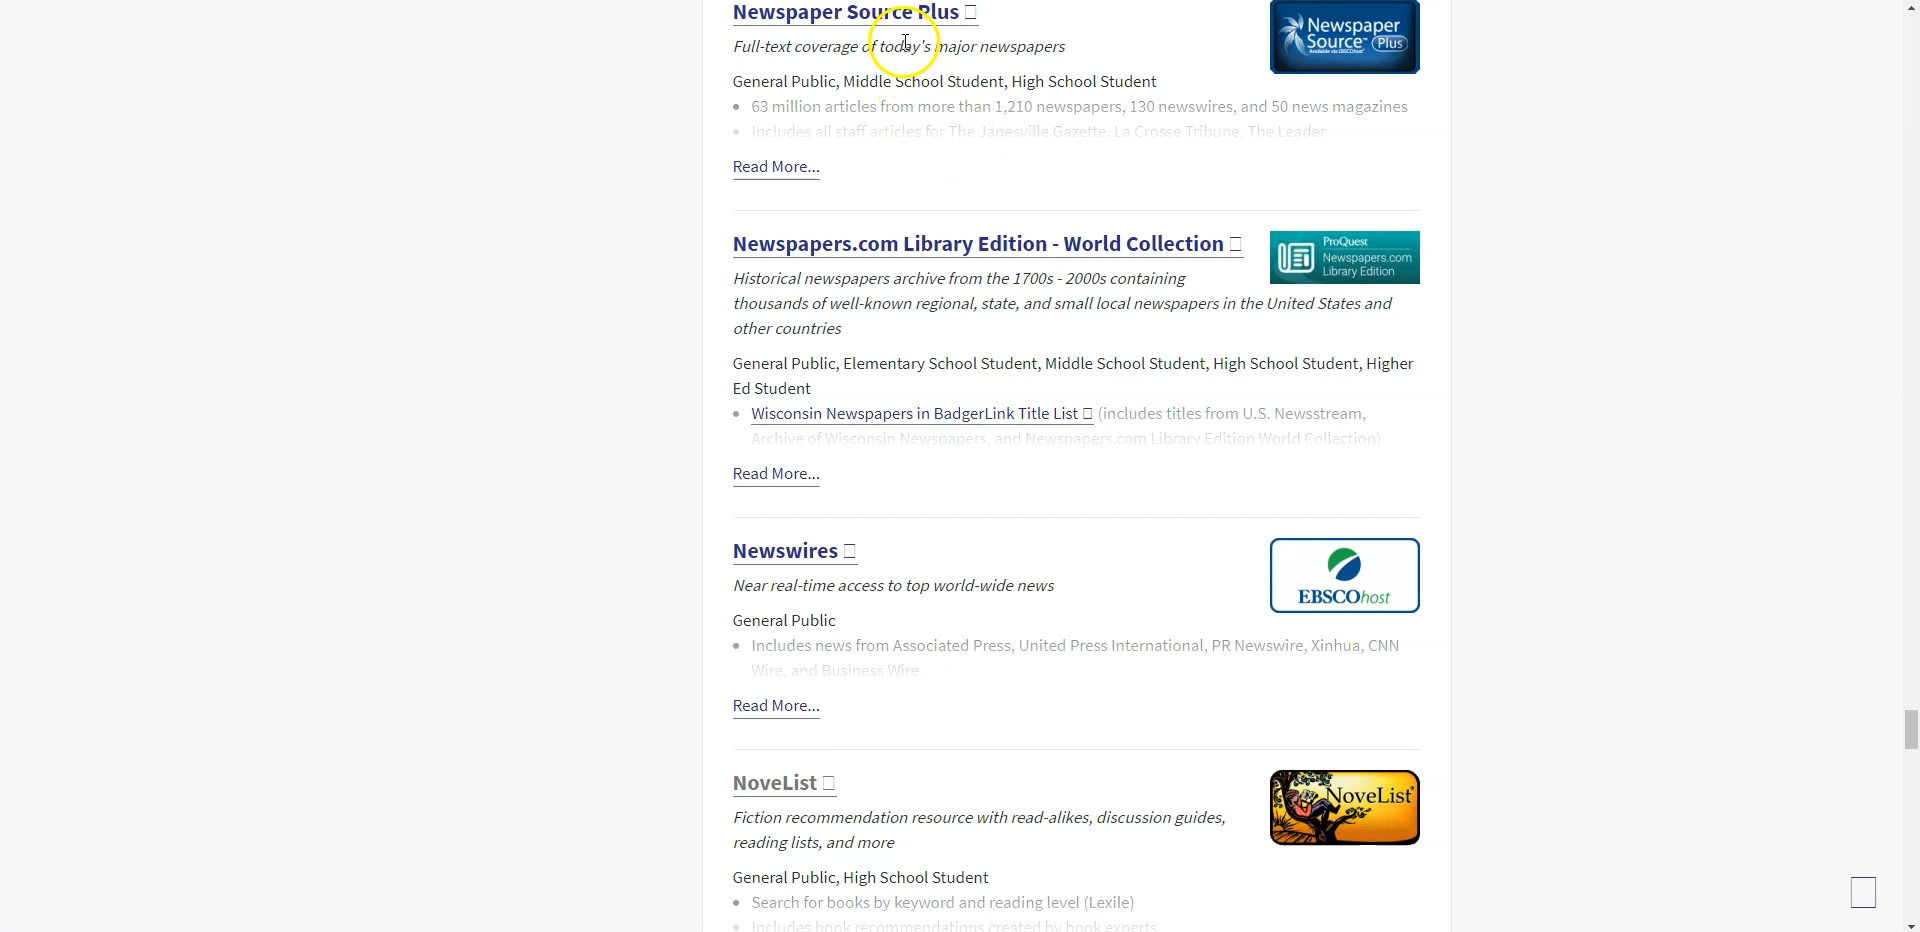 Newspaper Source Plus
Full-text coverage of today's major newspapers
General Public, Middle School Student, High School Student
• 63 million articles from more than 1,210 newspapers, 130 newswires, and 50 news magazines
• Includes all staff articles for The Janesville Gazette, La Crosse Tribune, The Leader
Read More...
Newspaper
Source™ Plus
Available via EBSCOhost
Newspapers.com Library Edition - World Collection
Historical newspapers archive from the 1700s - 2000s containing
thousands of well-known regional, state, and small local newspapers in the United States and
other countries
General Public, Elementary School Student, Middle School Student, High School Student, Higher
Ed Student
• Wisconsin Newspapers in BadgerLink Title List (includes titles from U.S. Newsstream,
Archive of Wisconsin Newspapers, and Newspapers.com Library Edition World Collection)
Read More...
ProQuest
Newspapers.com
Library Edition
Newswires
Near real-time access to top world-wide news
General Public
• Includes news from Associated Press, United Press International, PR Newswire, Xinhua, CNN
Wire, and Business Wire
Read More...
EBSCOhost
NoveList
Fiction recommendation resource with read-alikes, discussion guides,
reading lists, and more
General Public, High School Student
• Search for books by keyword and reading level (Lexile)
• Includes book recommendations created by book experts
NoveList